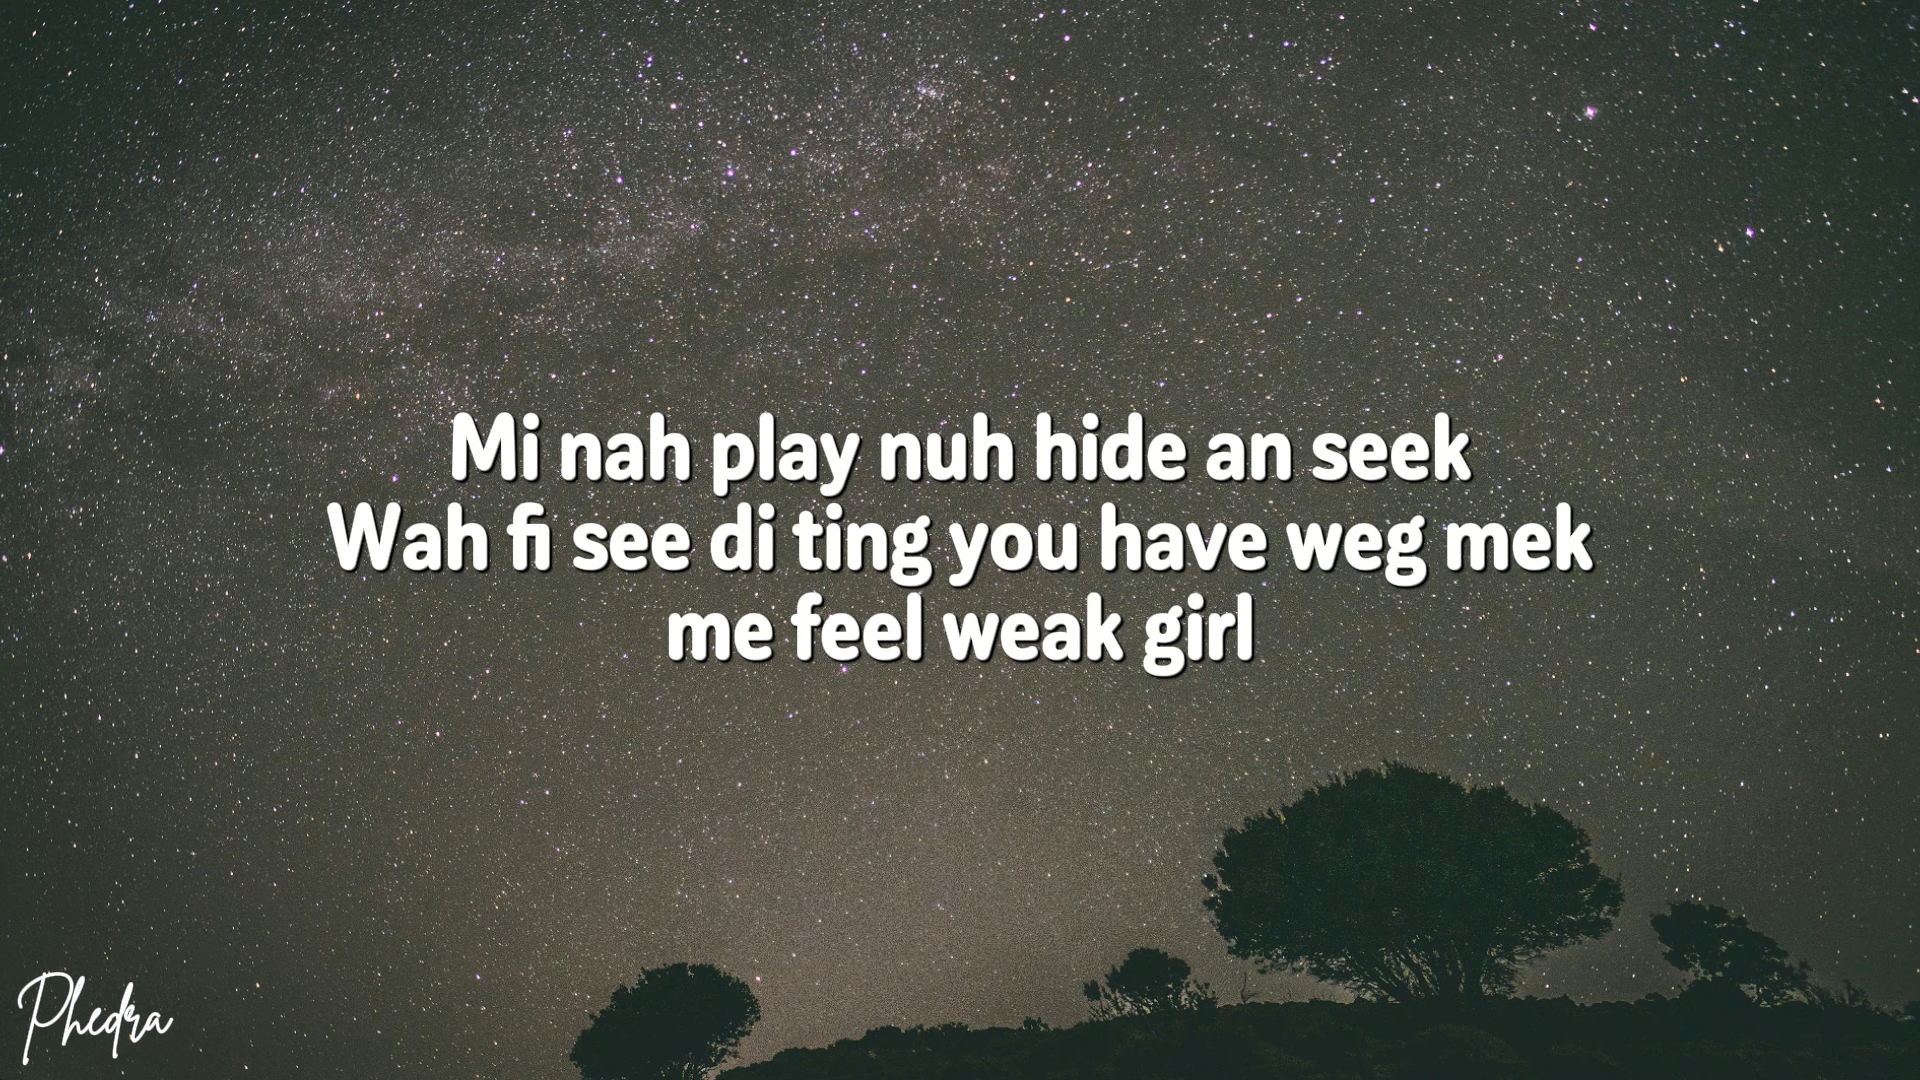 Mi nah play nuh hide an seek
Wah fi see di ting you have weg mek
me feel weak girl
Phedra